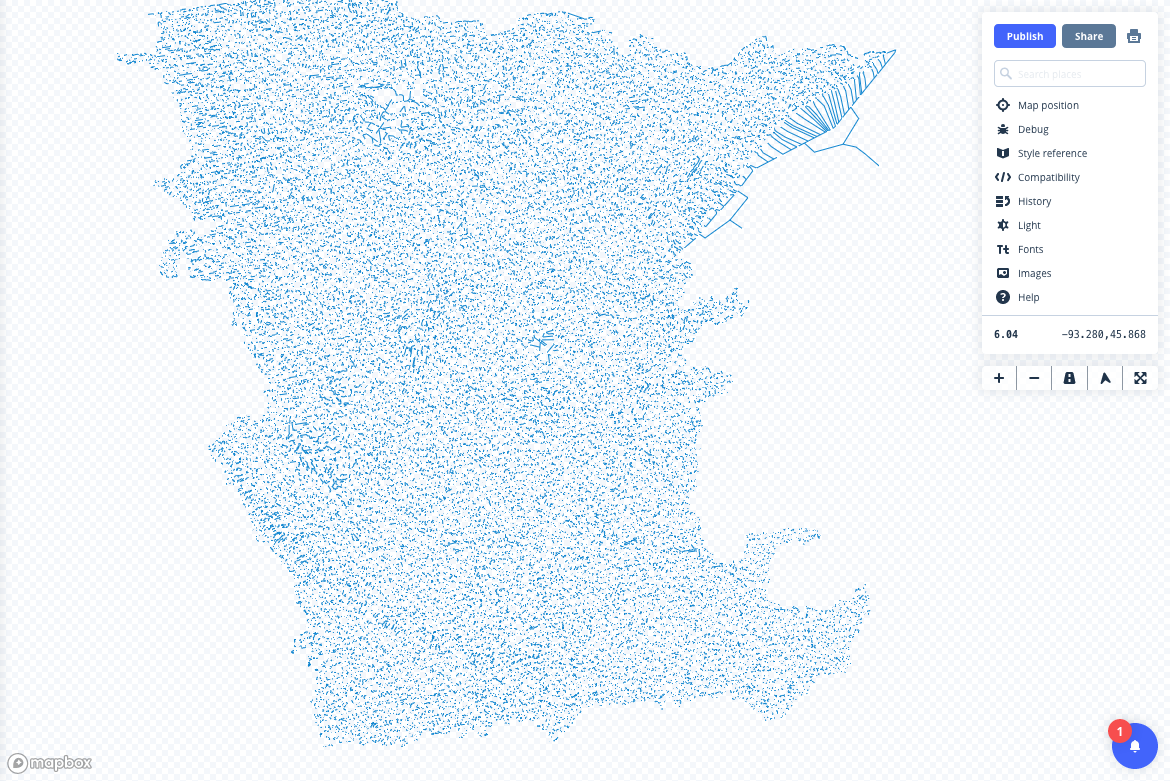 Publish
Share
Search places
Map position
Debug
Style reference
Compatibility
History
Light
Fonts
Images
Help
6.04 −93.280,45.868
1
mapbox